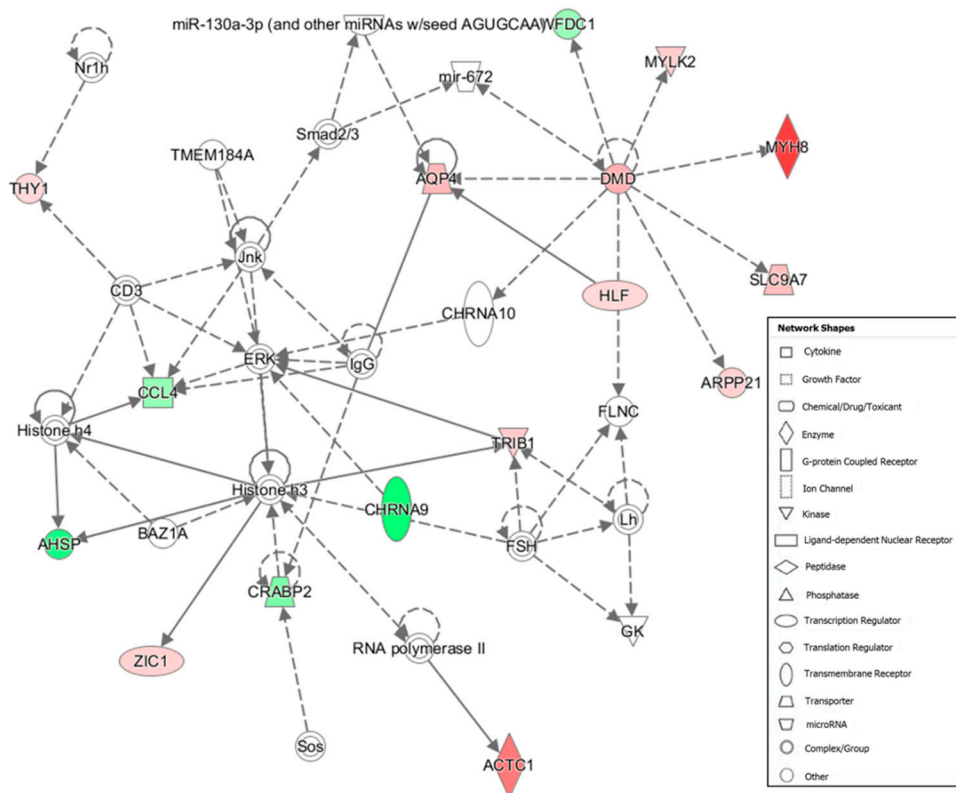 miR-130a-3p (and other miRNAs w/seed AGUGCAA)
WFDC1
Nr1h
mir-672
MYLK2
Smad2/3
TMEM184A
MYH8
THY1
AQP4
DMD
Jnk
SLC9A7
CD3
HLF
CHRNA10
ERK
IgG
ARPP21
CCL4
FLNC
Histone h4
TRIB1
Histone h3
CHRNA9
Lh
AHSP
BAZ1A
FSH
CRABP2
GK
RNA polymerase II
ZIC1
Sos
ACTC1
Network Shapes
Cytokine
Growth Factor
Chemical/Drug/Toxicant
Enzyme
G-protein Coupled Receptor
Ion Channel
Kinase
Ligand-dependent Nuclear Receptor
Peptidase
Phosphatase
Transcription Regulator
Translation Regulator
Transmembrane Receptor
Transporter
microRNA
Complex/Group
Other